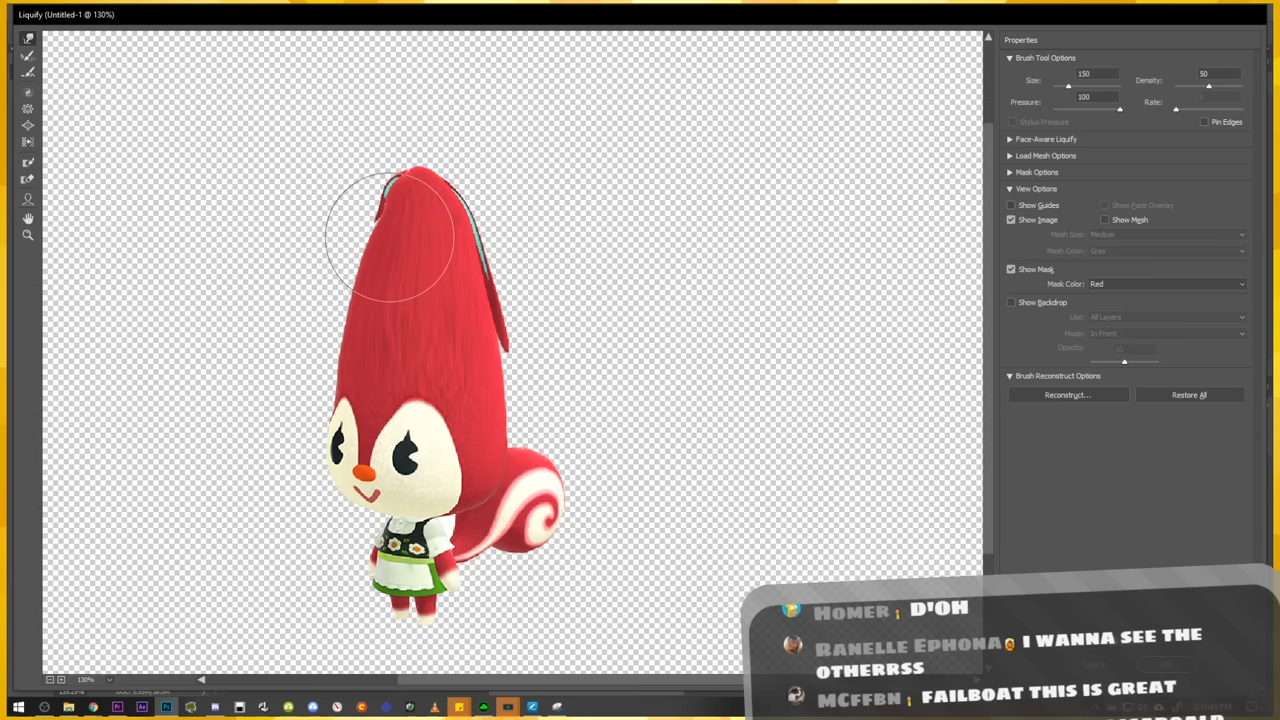 Liquify (Untitled-1 @ 130%)
Properties
Brush Tool Options
Size: 150 Density: 50
Pressure: 100 Rate:
Stylus Pressure Pin Edges
Face-Aware Liquify
Load Mesh Options
Mask Options
View Options
Show Guides Show Face Overlay
Show Image Show Mesh
Mesh Size: Medium
Mesh Color: Gray
Show Mask
Mask Color: Red
Show Backdrop
Use: All Layers
Mode: In Front
Opacity:
Brush Reconstruct Options
Reconstruct... Restore All
130%
HOMER D'OH
RANELLE EPHONA I WANNA SEE THE
OTHERRSS
MCFFBN FAILBOAT THIS IS GREAT